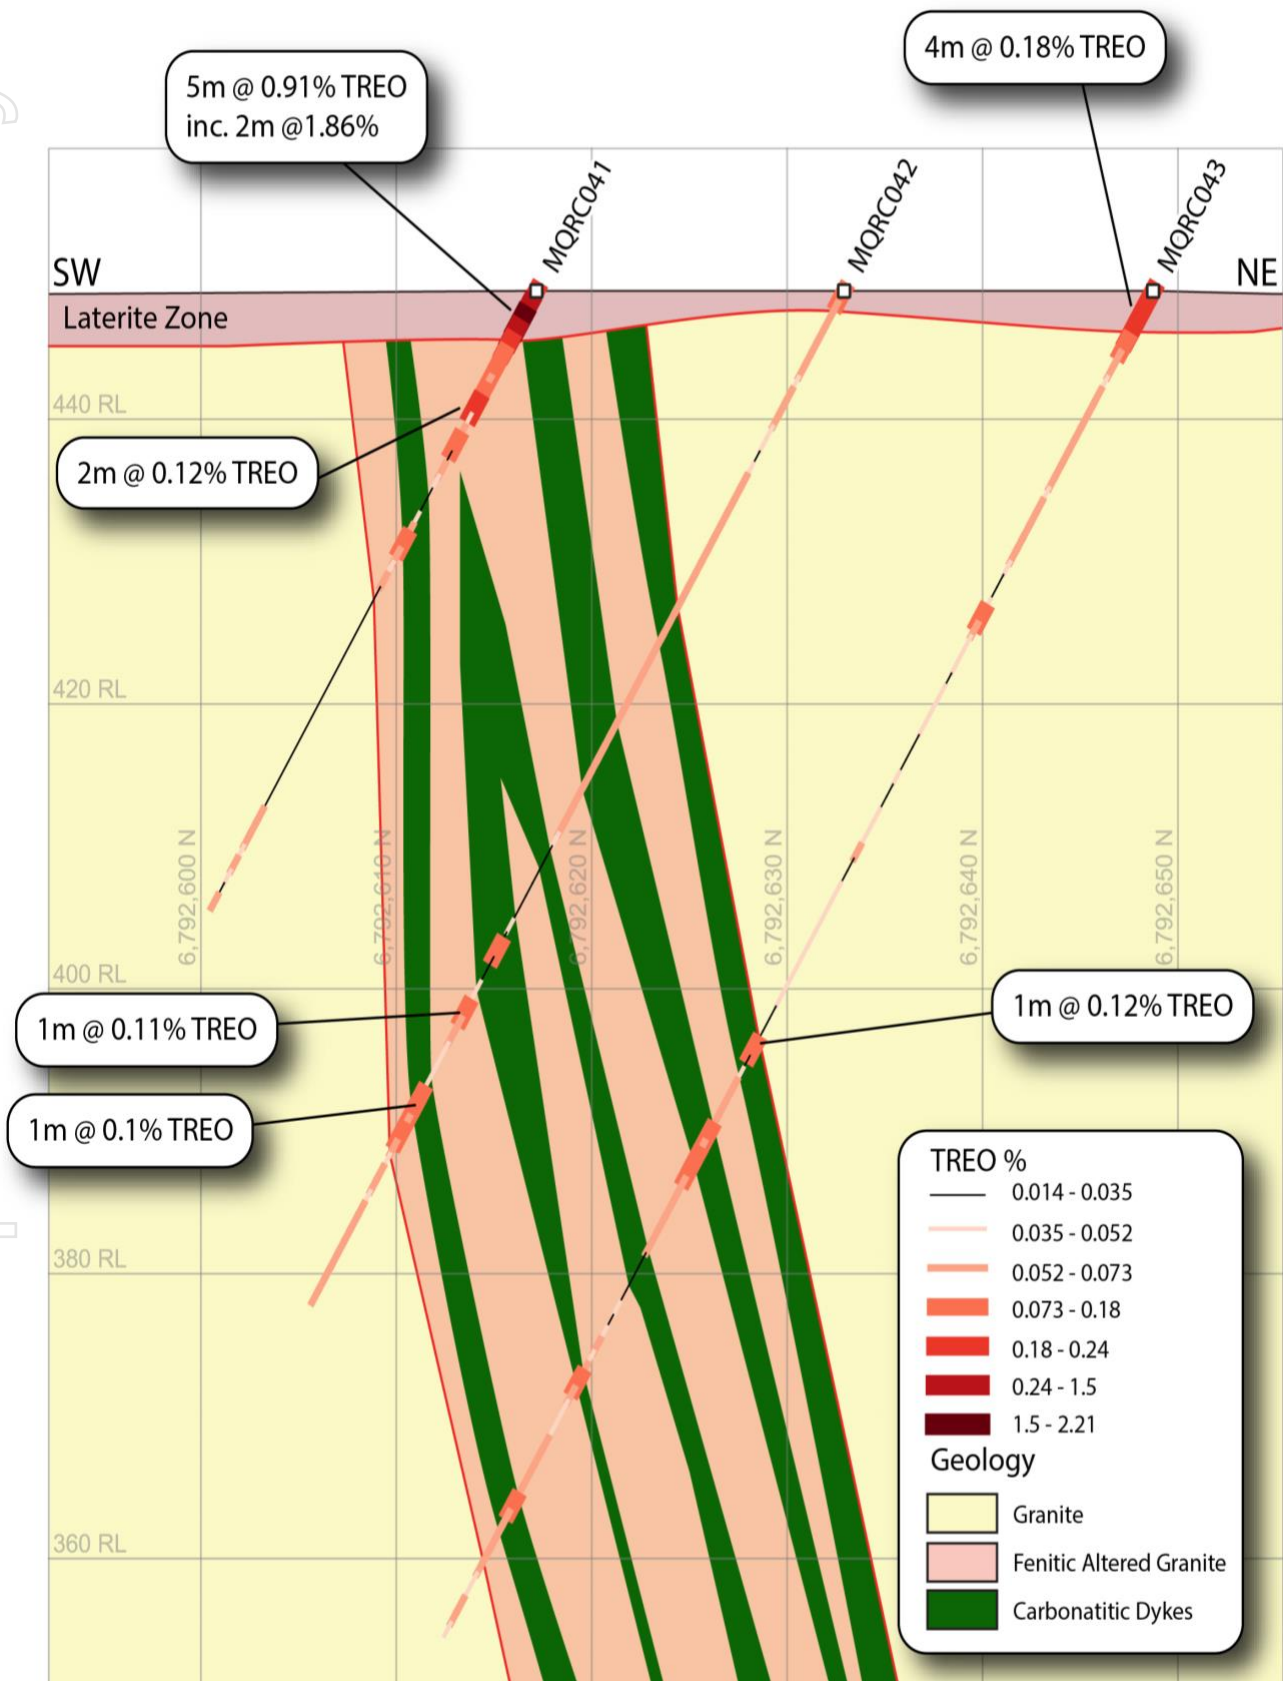 4m @ 0.18% TREO
5m @ 0.91% TREO
inc. 2m @1.86%
MQRC041
MQRC042
MQRC043
SW
NE
Laterite Zone
440 RL
2m @ 0.12% TREO
420 RL
6,792,600 N
6,792,610 N
6,792,620 N
6,792,630 N
6,792,640 N
6,792,650 N
400 RL
1m @ 0.11% TREO
1m @ 0.12% TREO
1m @ 0.1% TREO
380 RL
360 RL
TREO %
0.014 - 0.035
0.035 - 0.052
0.052 - 0.073
0.073 - 0.18
0.18 - 0.24
0.24 - 1.5
1.5 - 2.21
Geology
Granite
Fenitic Altered Granite
Carbonatitic Dykes